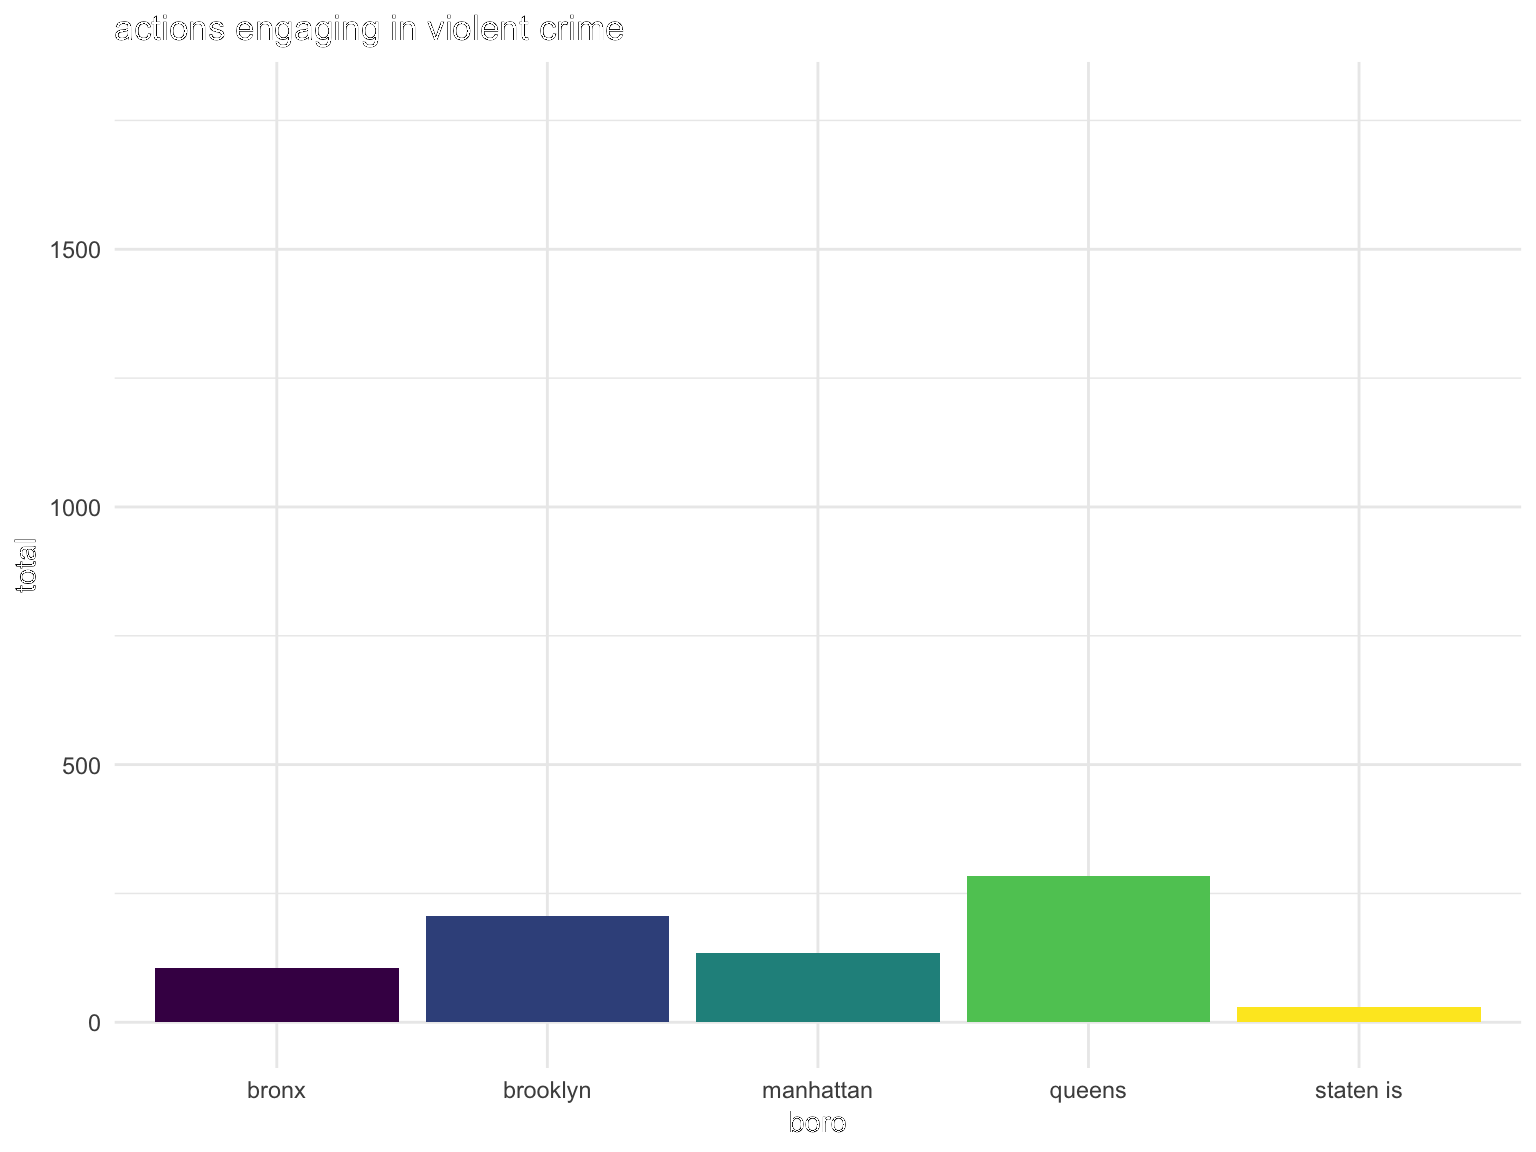 actions engaging in violent crime
1500
1000
500
0
total
bronx brooklyn manhattan queens staten is
boro